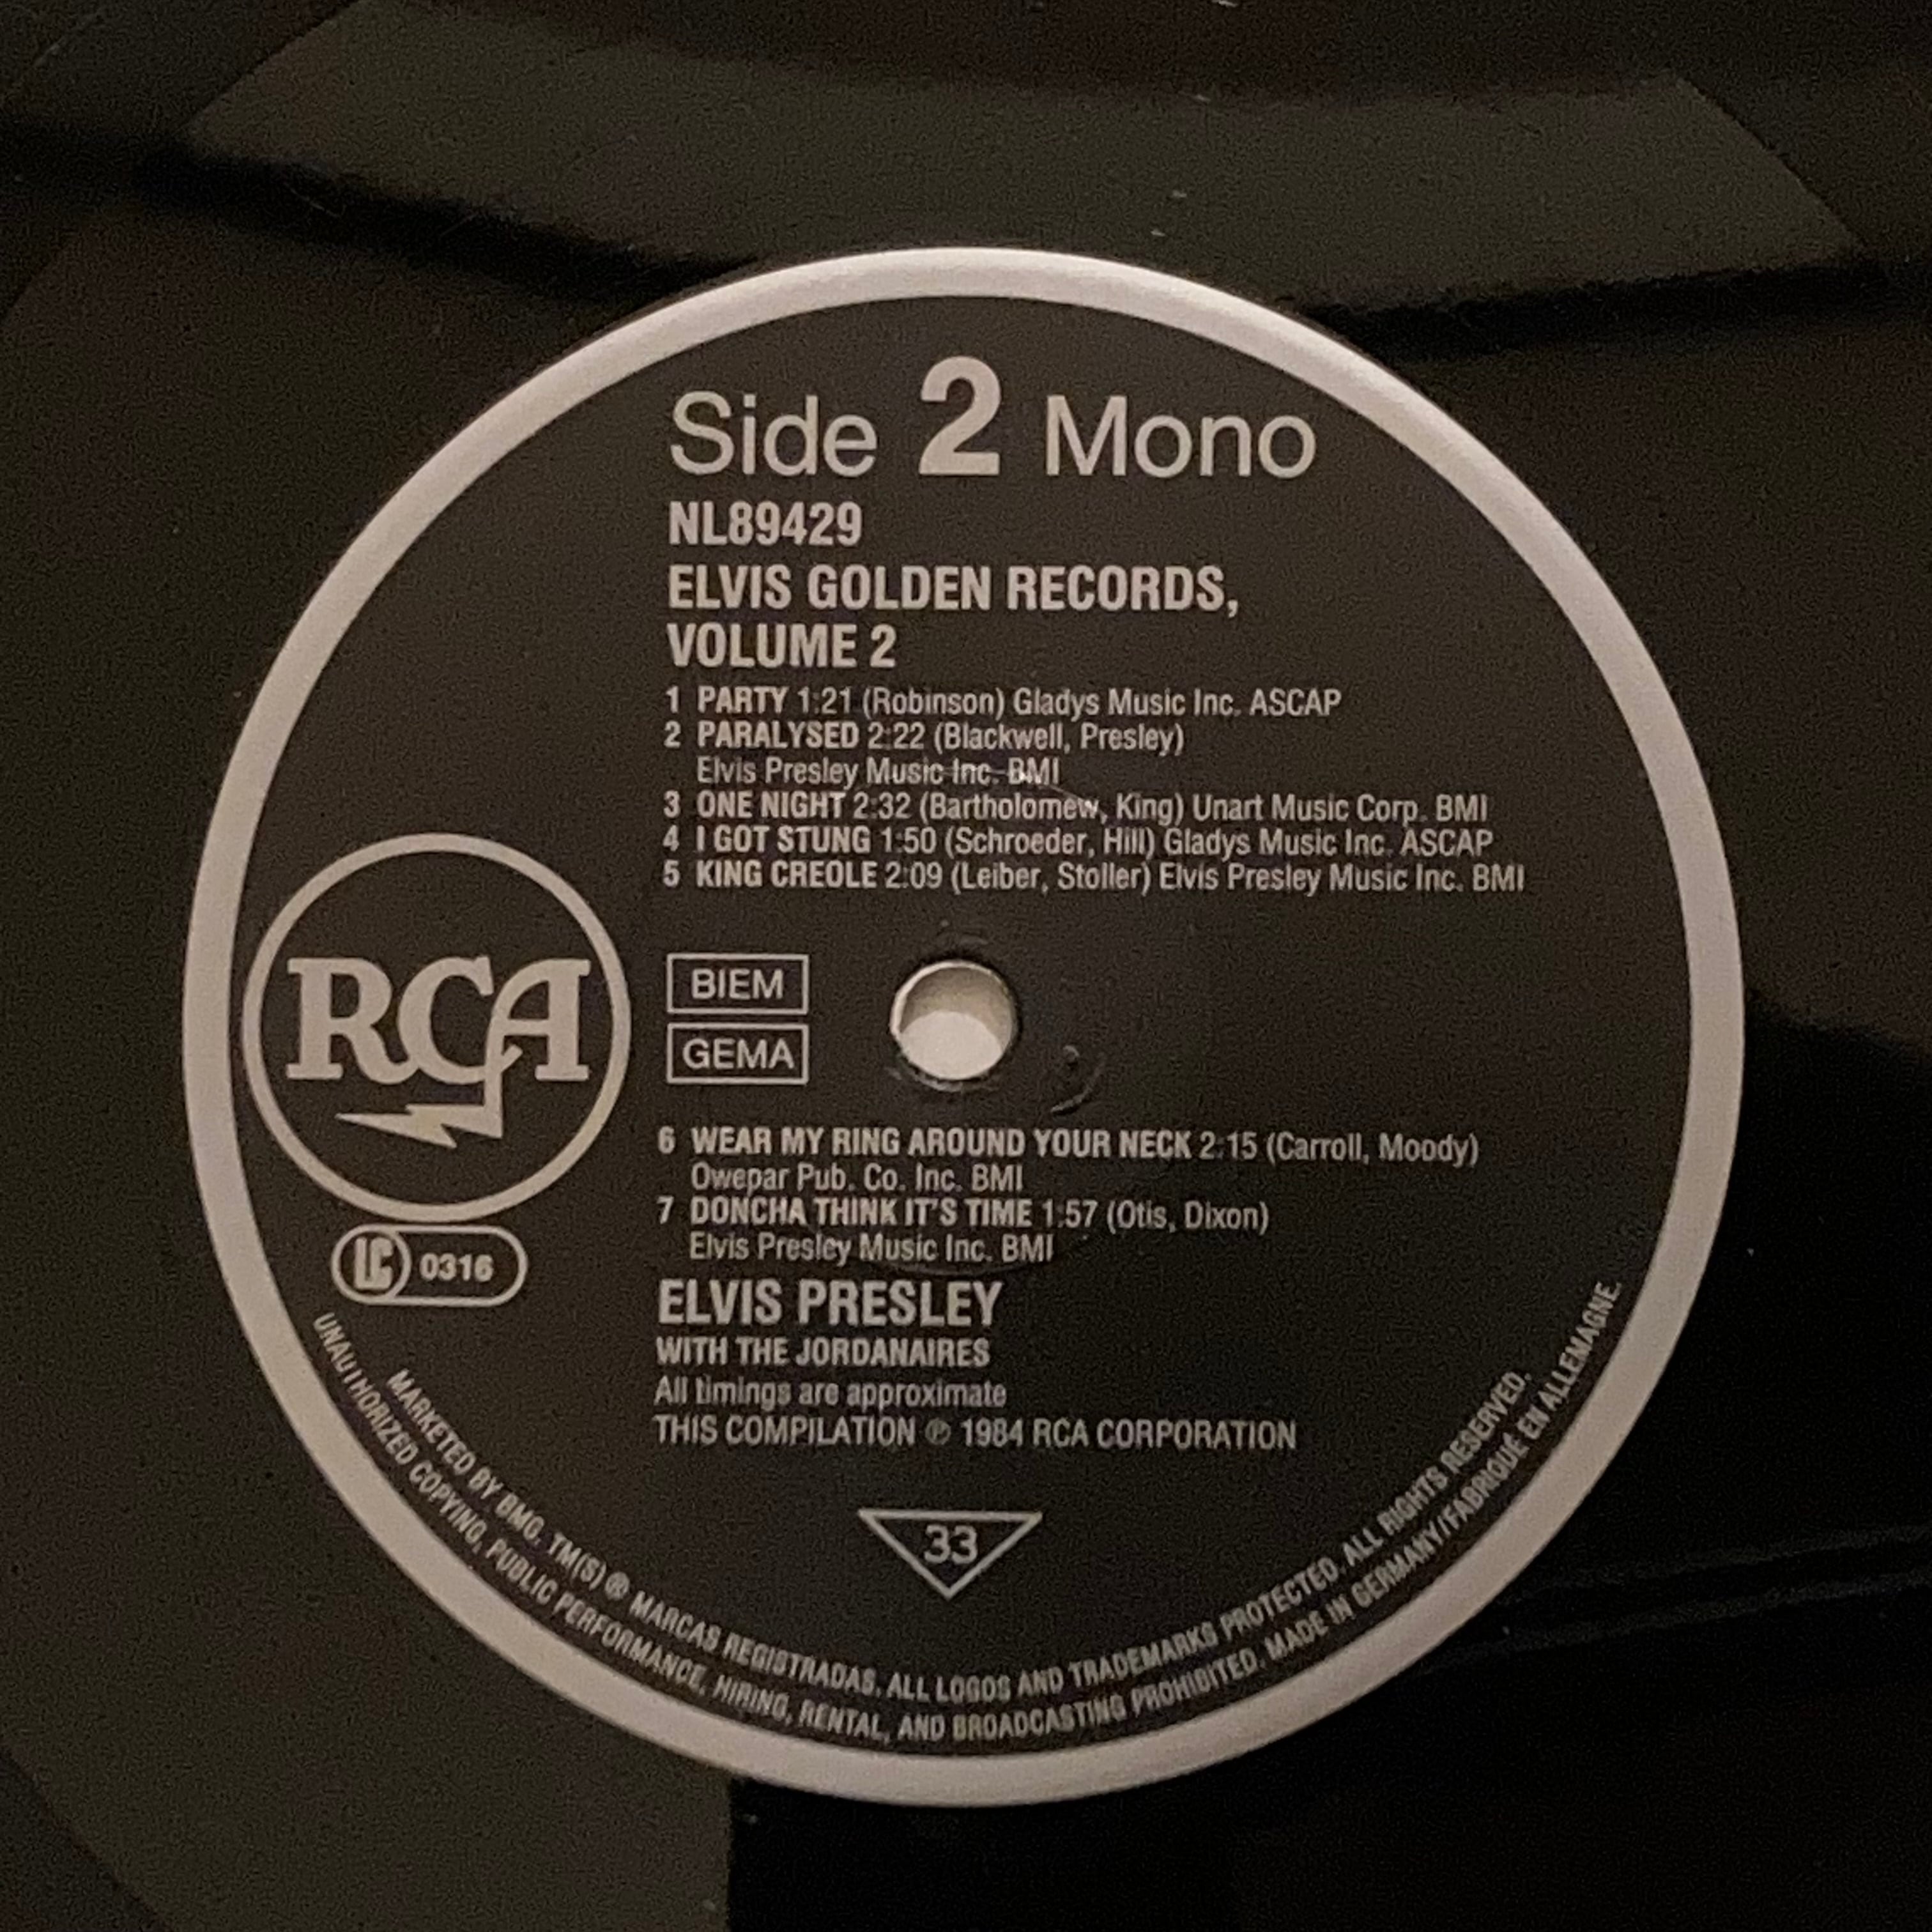 Side 2 Mono
NL89429
ELVIS GOLDEN RECORDS,
VOLUME 2
1 PARTY 1:21 (Robinson) Gladys Music Inc. ASCAP
2 PARALYSED 2:22 (Blackwell, Presley)
Elvis Presley Music Inc. BMI
3 ONE NIGHT 2:32 (Bartholomew, King) Unart Music Corp. BMI
4 I GOT STUNG 1:50 (Schroeder, Hill) Gladys Music Inc. ASCAP
5 KING CREOLE 2:09 (Leiber, Stoller) Elvis Presley Music Inc. BMI
RCA
BIEM
GEMA
6 WEAR MY RING AROUND YOUR NECK 2:15 (Carroll, Moody)
Owepar Pub. Co. Inc. BMI
7 DONCHA THINK IT'S TIME 1:57 (Otis, Dixon)
Elvis Presley Music Inc. BMI
LC 0316
ELVIS PRESLEY
WITH THE JORDANAIRES
All timings are approximate
THIS COMPILATION ℗ 1984 RCA CORPORATION
33
MARKETED BY BMG. TM(S) ® MARCAS REGISTRADAS. ALL LOGOS AND TRADEMARKS PROTECTED. ALL RIGHTS RESERVED.
UNAUTHORIZED COPYING, PUBLIC PERFORMANCE, HIRING, RENTAL, AND BROADCASTING PROHIBITED. MADE IN GERMANY/FABRIQUÉ EN ALLEMAGNE.